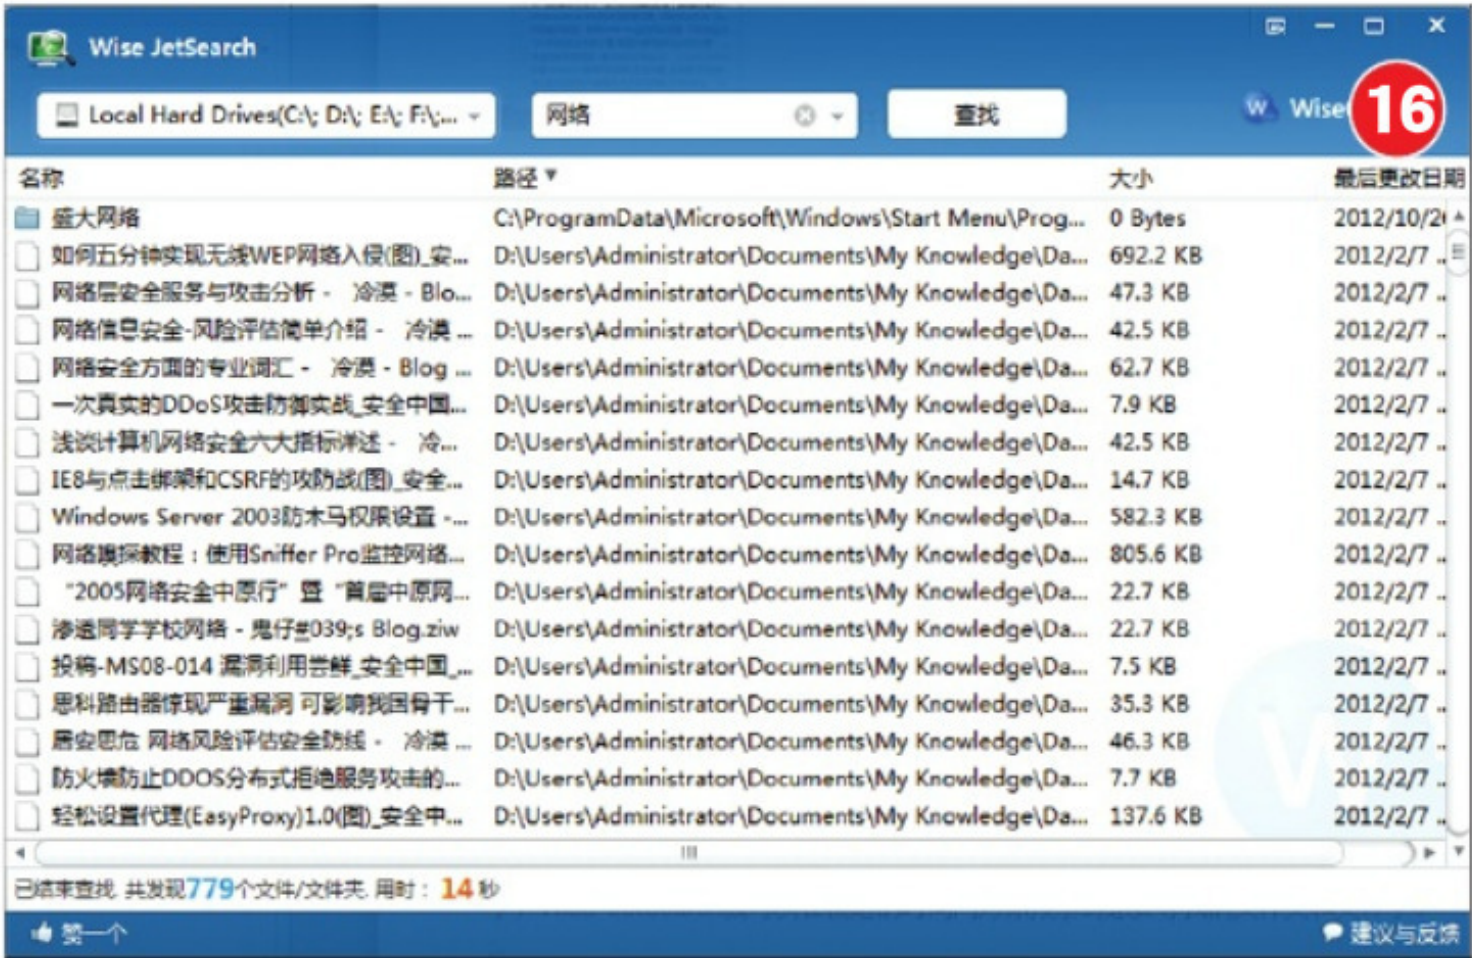 Wise JetSearch
Local Hard Drives(C:\; D:\; E:\; F:\;... 网络 查找 W Wise 16
名称 路径 大小 最后更改日期
盛大网络 C:\ProgramData\Microsoft\Windows\Start Menu\Prog... 0 Bytes 2012/10/26
如何五分钟实现无线WEP网络入侵(图)_安... D:\Users\Administrator\Documents\My Knowledge\Da... 692.2 KB 2012/2/7 ..
网络层安全服务与攻击分析 - 冷漠 - Blo... D:\Users\Administrator\Documents\My Knowledge\Da... 47.3 KB 2012/2/7 ..
网络信息安全-风险评估简单介绍 - 冷漠 ... D:\Users\Administrator\Documents\My Knowledge\Da... 42.5 KB 2012/2/7 ..
网络安全方面的专业词汇 - 冷漠 - Blog ... D:\Users\Administrator\Documents\My Knowledge\Da... 62.7 KB 2012/2/7 ..
一次真实的DDoS攻击防御实战_安全中国... D:\Users\Administrator\Documents\My Knowledge\Da... 7.9 KB 2012/2/7 ..
浅谈计算机网络安全六大指标详述 - 冷... D:\Users\Administrator\Documents\My Knowledge\Da... 42.5 KB 2012/2/7 ..
IE8与点击绑架和CSRF的攻防战(图)_安全... D:\Users\Administrator\Documents\My Knowledge\Da... 14.7 KB 2012/2/7 ..
Windows Server 2003防木马权限设置 -... D:\Users\Administrator\Documents\My Knowledge\Da... 582.3 KB 2012/2/7 ..
网络嗅探教程：使用Sniffer Pro监控网络... D:\Users\Administrator\Documents\My Knowledge\Da... 805.6 KB 2012/2/7 ..
“2005网络安全中原行”暨“首届中原网... D:\Users\Administrator\Documents\My Knowledge\Da... 22.7 KB 2012/2/7 ..
渗透同学学校网络 - 鬼仔#039;s Blog.ziw D:\Users\Administrator\Documents\My Knowledge\Da... 22.7 KB 2012/2/7 ..
投稿-MS08-014 漏洞利用尝鲜_安全中国_... D:\Users\Administrator\Documents\My Knowledge\Da... 7.5 KB 2012/2/7 ..
思科路由器惊现严重漏洞 可影响我国骨干... D:\Users\Administrator\Documents\My Knowledge\Da... 35.3 KB 2012/2/7 ..
居安思危 网络风险评估安全防线 - 冷漠 ... D:\Users\Administrator\Documents\My Knowledge\Da... 46.3 KB 2012/2/7 ..
防火墙防止DDOS分布式拒绝服务攻击的... D:\Users\Administrator\Documents\My Knowledge\Da... 7.7 KB 2012/2/7 ..
轻松设置代理(EasyProxy)1.0(图)_安全中... D:\Users\Administrator\Documents\My Knowledge\Da... 137.6 KB 2012/2/7 ..
已结束查找. 共发现779个文件/文件夹. 用时： 14 秒
赞一个 建议与反馈